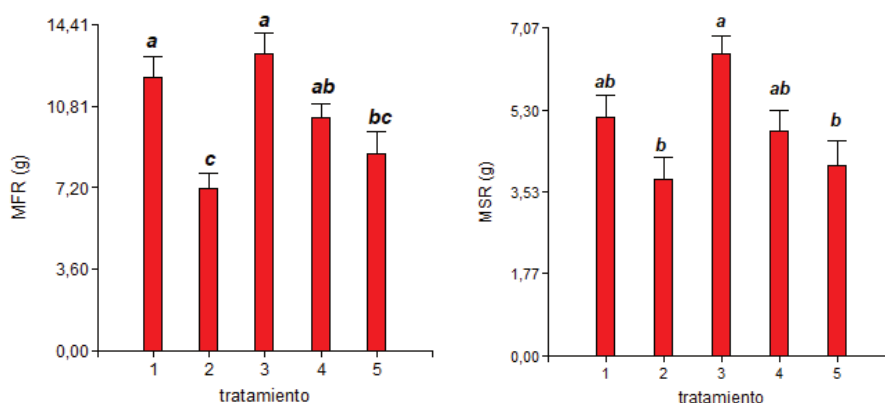 14,41
10,81
7,20
3,60
0,00
MFR (g)
a
c
a
ab
bc
1 2 3 4 5
tratamiento
7,07
5,30
3,53
1,77
0,00
MSR (g)
ab
b
a
ab
b
1 2 3 4 5
tratamiento